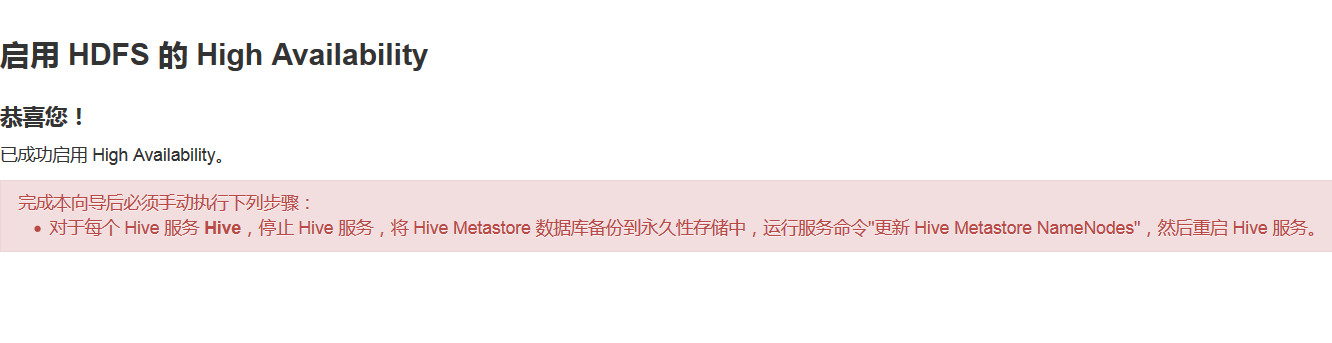 启用 HDFS 的 High Availability
恭喜您！
已成功启用 High Availability。
完成本向导后必须手动执行下列步骤：
• 对于每个 Hive 服务 Hive，停止 Hive 服务，将 Hive Metastore 数据库备份到永久性存储中，运行服务命令"更新 Hive Metastore NameNodes"，然后重启 Hive 服务。